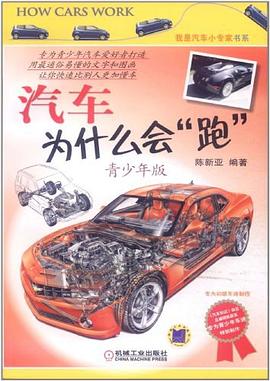 HOW CARS WORK
我是汽车小专家书系
专为青少年汽车爱好者打造
用最通俗易懂的文字和图画
让你快速比别人更加懂车
汽车
为什么会“跑”
青少年版
陈新亚 编著
机械工业出版社
CHINA MACHINE PRESS